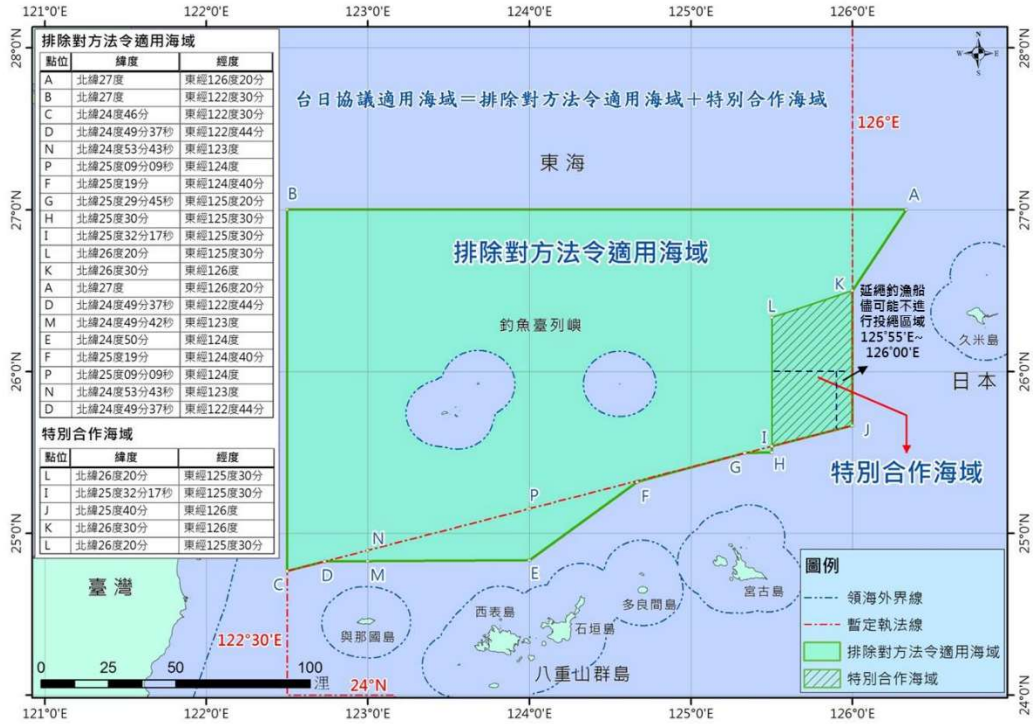 121°0'E 122°0'E 123°0'E 124°0'E 125°0'E 126°0'E
28°0'N 27°0'N 26°0'N 25°0'N
排除對方法令適用海域
點位 緯度 經度
A 北緯27度 東經126度20分
B 北緯27度 東經122度30分
C 北緯24度46分 東經122度30分
D 北緯24度49分37秒 東經122度44分
N 北緯24度53分43秒 東經123度
P 北緯25度09分09秒 東經124度
F 北緯25度19分 東經124度40分
G 北緯25度29分45秒 東經125度20分
H 北緯25度30分 東經125度30分
I 北緯25度32分17秒 東經125度30分
L 北緯26度20分 東經125度30分
K 北緯26度30分 東經126度
A 北緯27度 東經126度20分
D 北緯24度49分37秒 東經122度44分
M 北緯24度49分42秒 東經123度
E 北緯24度50分 東經124度
F 北緯25度19分 東經124度40分
P 北緯25度09分09秒 東經124度
N 北緯24度53分43秒 東經123度
D 北緯24度49分37秒 東經122度44分
特別合作海域
點位 緯度 經度
L 北緯26度20分 東經125度30分
I 北緯25度32分17秒 東經125度30分
J 北緯25度40分 東經126度
K 北緯26度30分 東經126度
L 北緯26度20分 東經125度30分
台日協議適用海域=排除對方法令適用海域+特別合作海域
N
W E
S
126°E
東海
B
A
排除對方法令適用海域
K
L
延繩釣漁船
儘可能不進
行投繩區域
125°55'E~
126°00'E
釣魚臺列嶼
久米島
日本
J
I
G H
特別合作海域
F
P
N
C D M E
臺灣
與那國島
西表島
石垣島
多良間島
宮古島
八重山群島
122°30'E
24°N
0 25 50 100
浬
圖例
領海外界線
暫定執法線
排除對方法令適用海域
特別合作海域
28°0'N 27°0'N 26°0'N 25°0'N 24°0'N
121°0'E 122°0'E 123°0'E 124°0'E 125°0'E 126°0'E